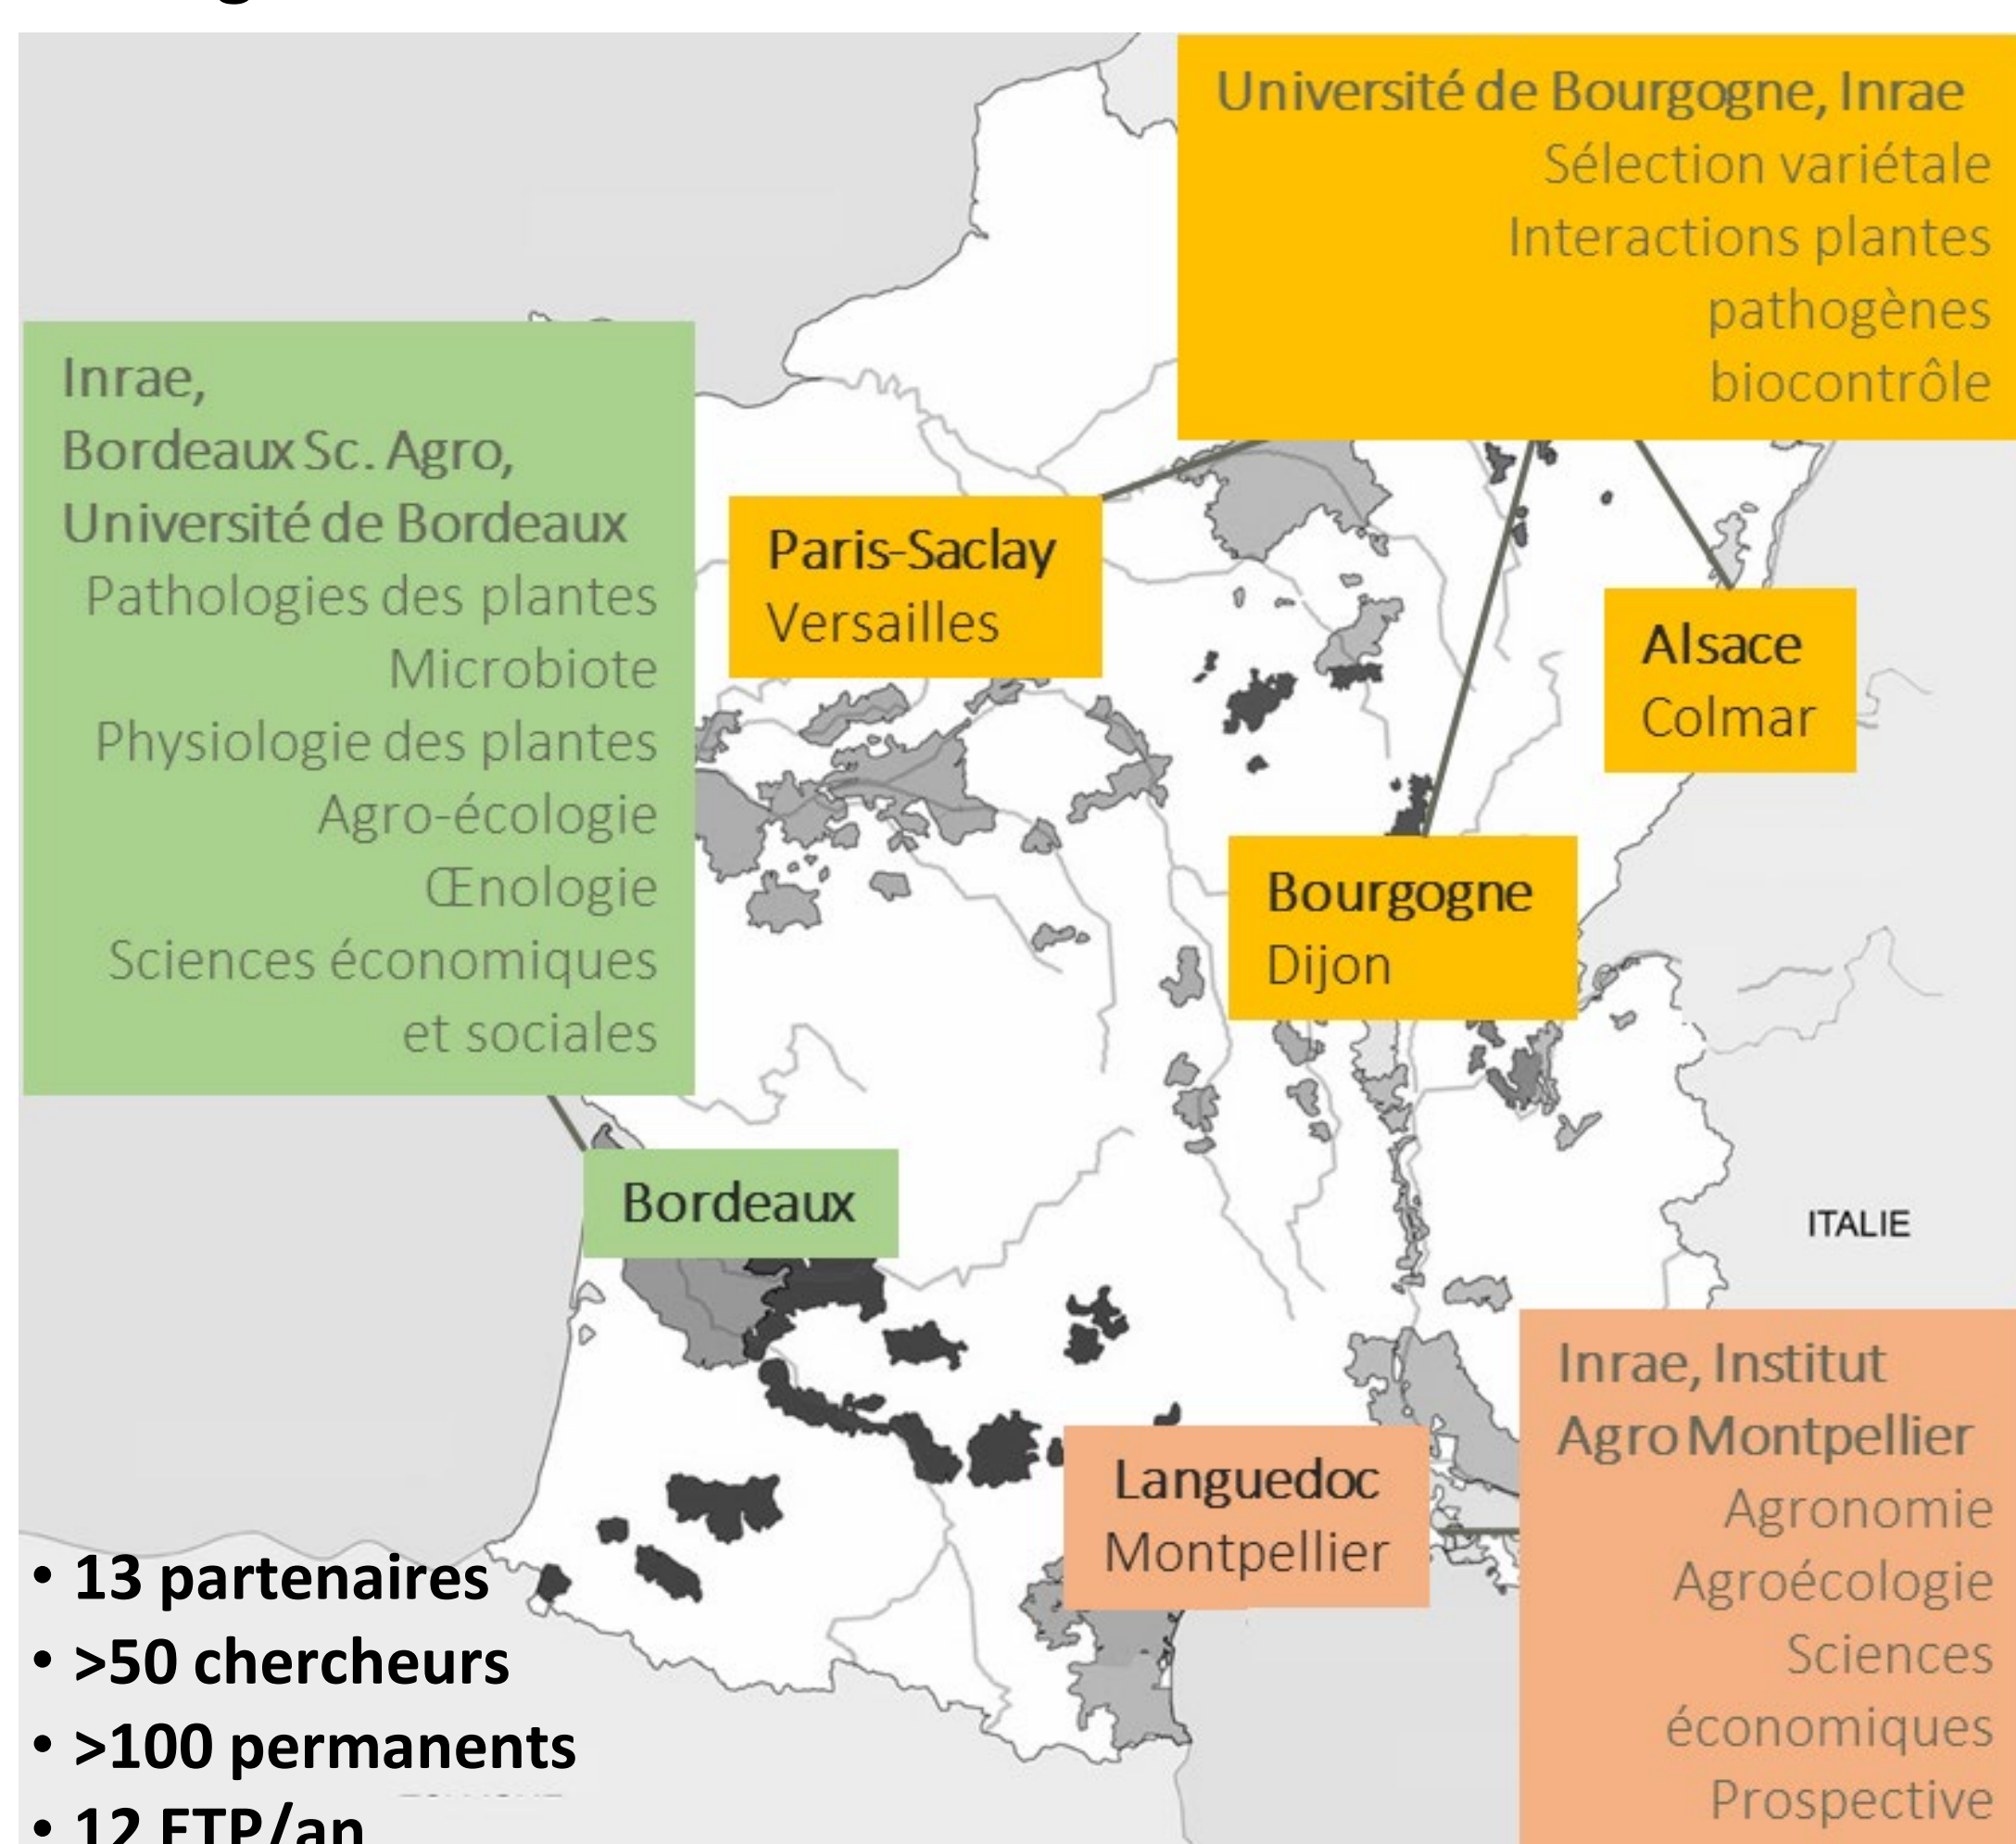 Université de Bourgogne, Inrae
Sélection variétale
Interactions plantes
pathogènes
biocontrôle
Inrae,
Bordeaux Sc. Agro,
Université de Bordeaux
Pathologies des plantes
Microbiote
Physiologie des plantes
Agro-écologie
Œnologie
Sciences économiques
et sociales
Paris-Saclay
Versailles
Alsace
Colmar
Bourgogne
Dijon
Bordeaux
ITALIE
Inrae, Institut
Agro Montpellier
Agronomie
Agroécologie
Sciences
économiques
Prospective
Languedoc
Montpellier
• 13 partenaires
• >50 chercheurs
• >100 permanents
• 12 ETP/an